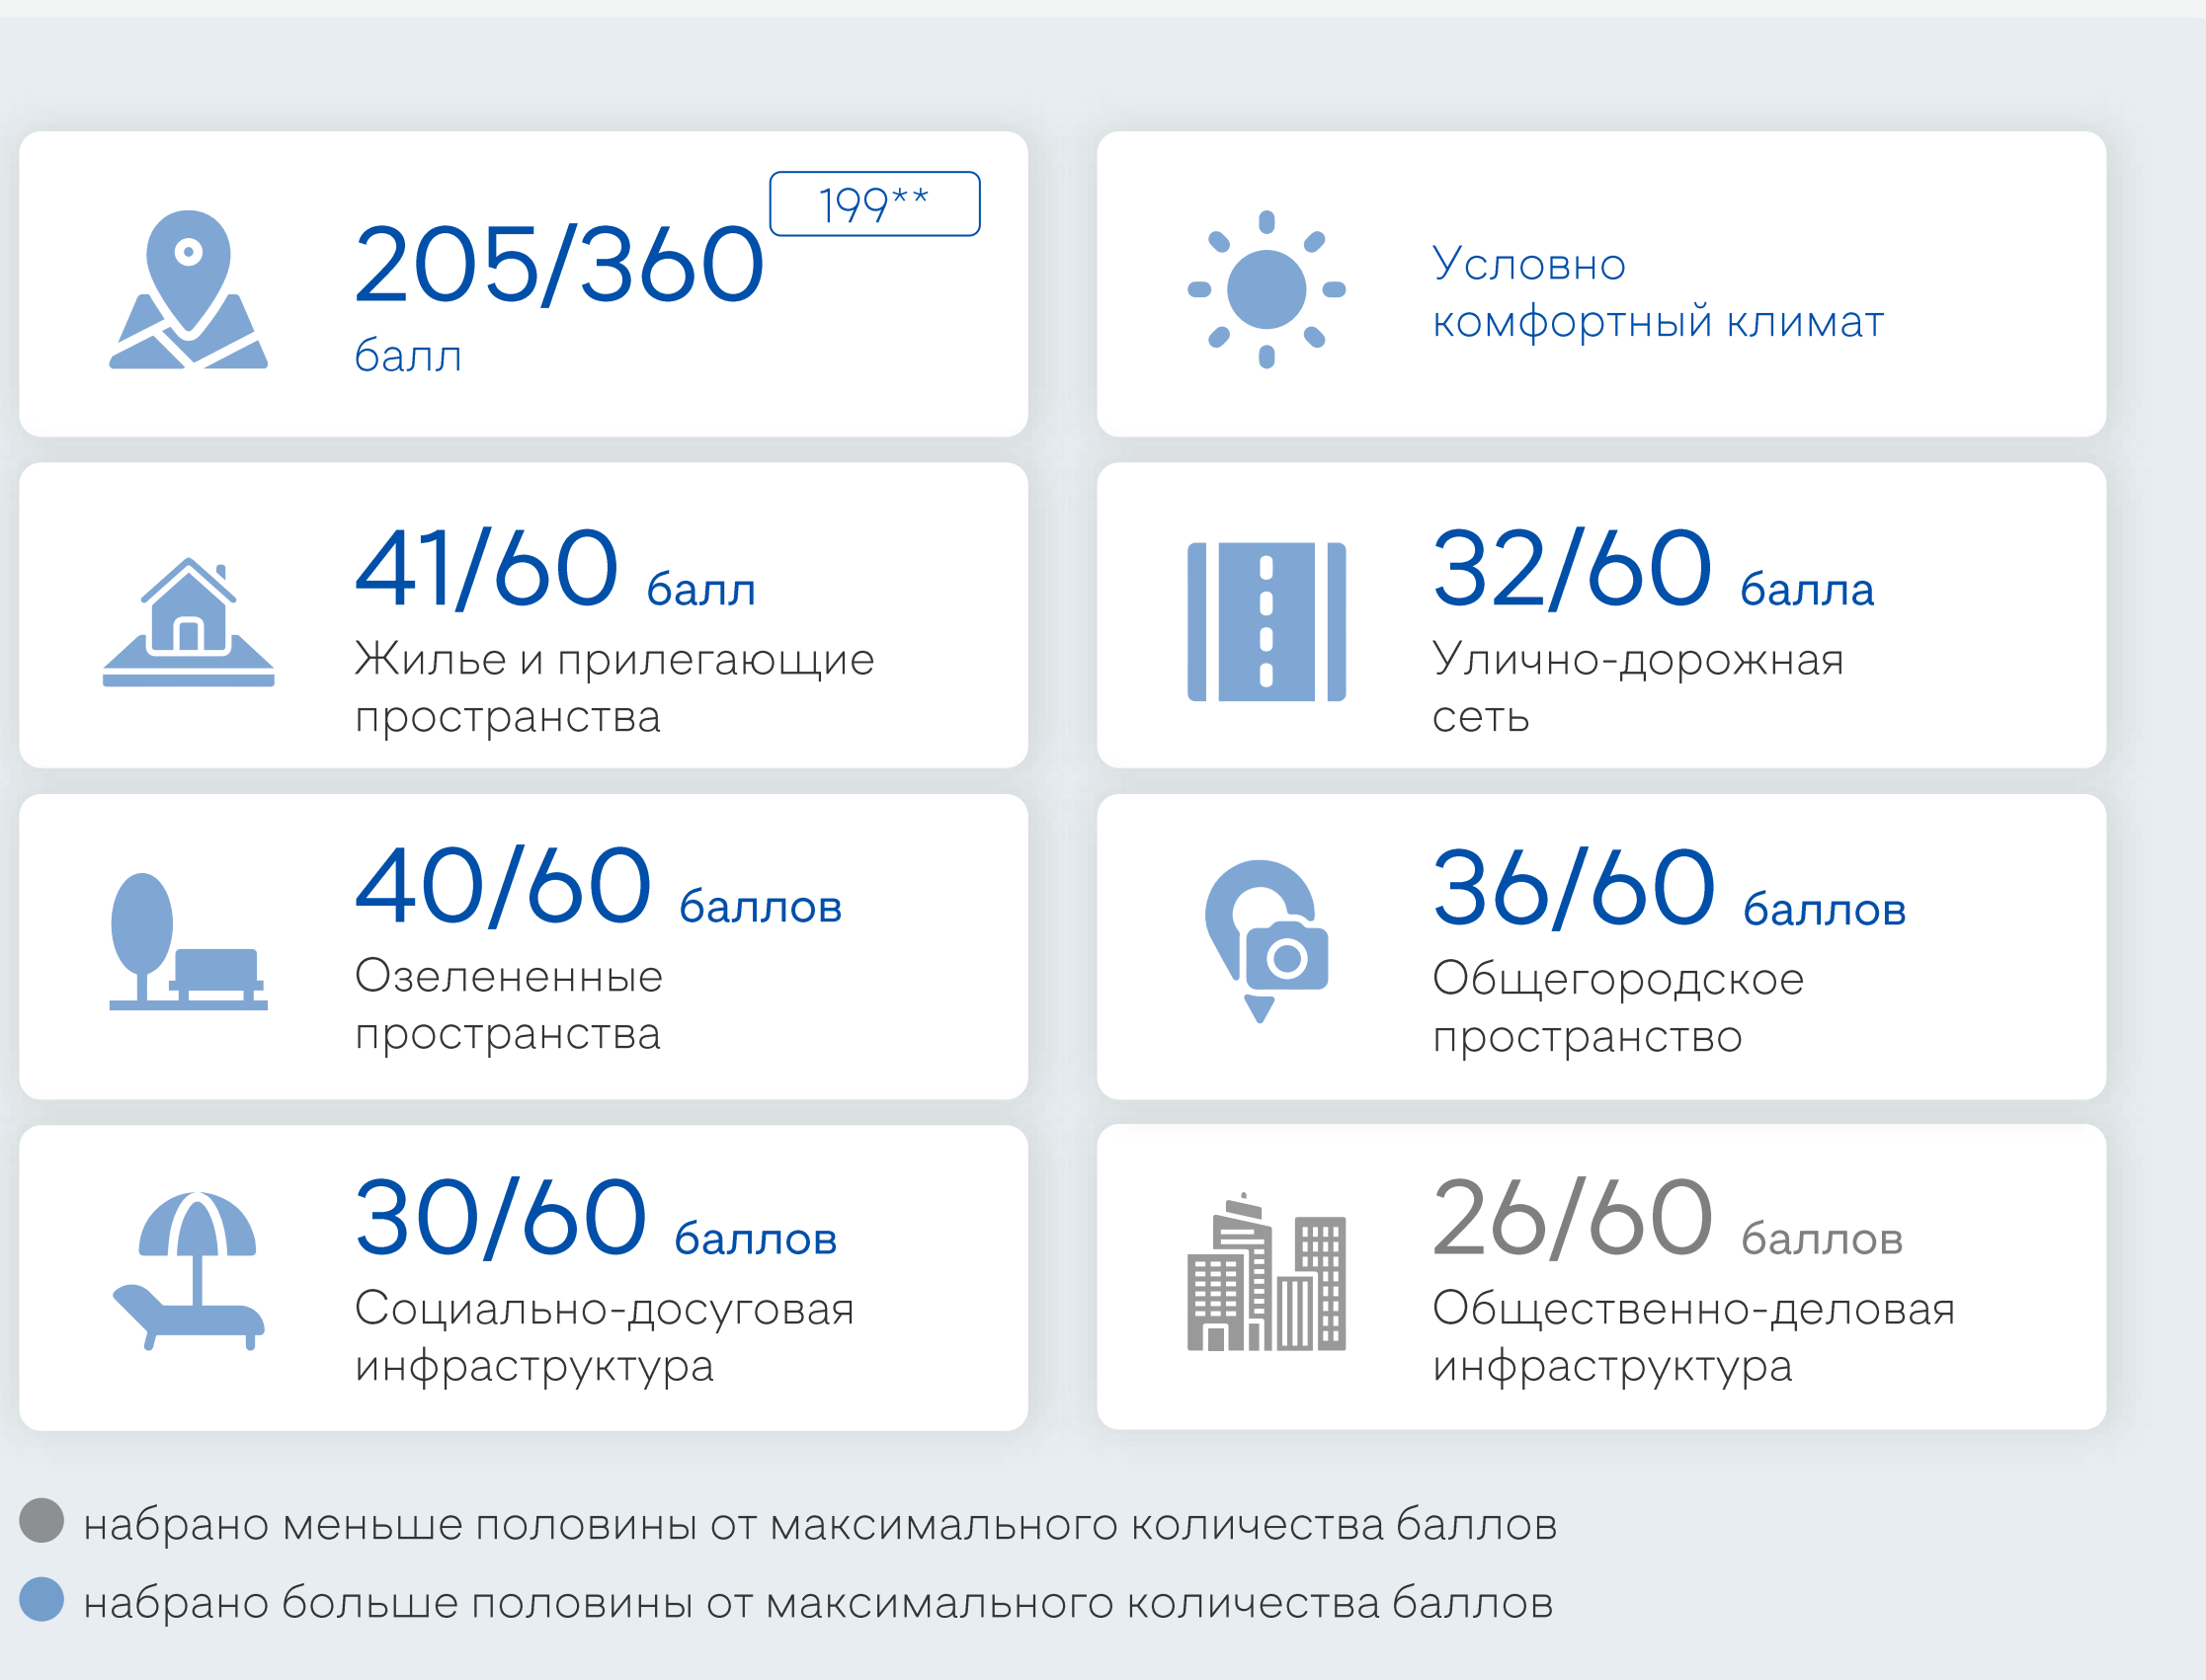 199**
205/360
балл
Условно
комфортный климат
41/60 балл
Жилье и прилегающие
пространства
32/60 балла
Улично-дорожная
сеть
40/60 баллов
Озелененные
пространства
36/60 баллов
Общегородское
пространство
30/60 баллов
Социально-досуговая
инфраструктура
26/60 баллов
Общественно-деловая
инфраструктура
набрано меньше половины от максимального количества баллов
набрано больше половины от максимального количества баллов